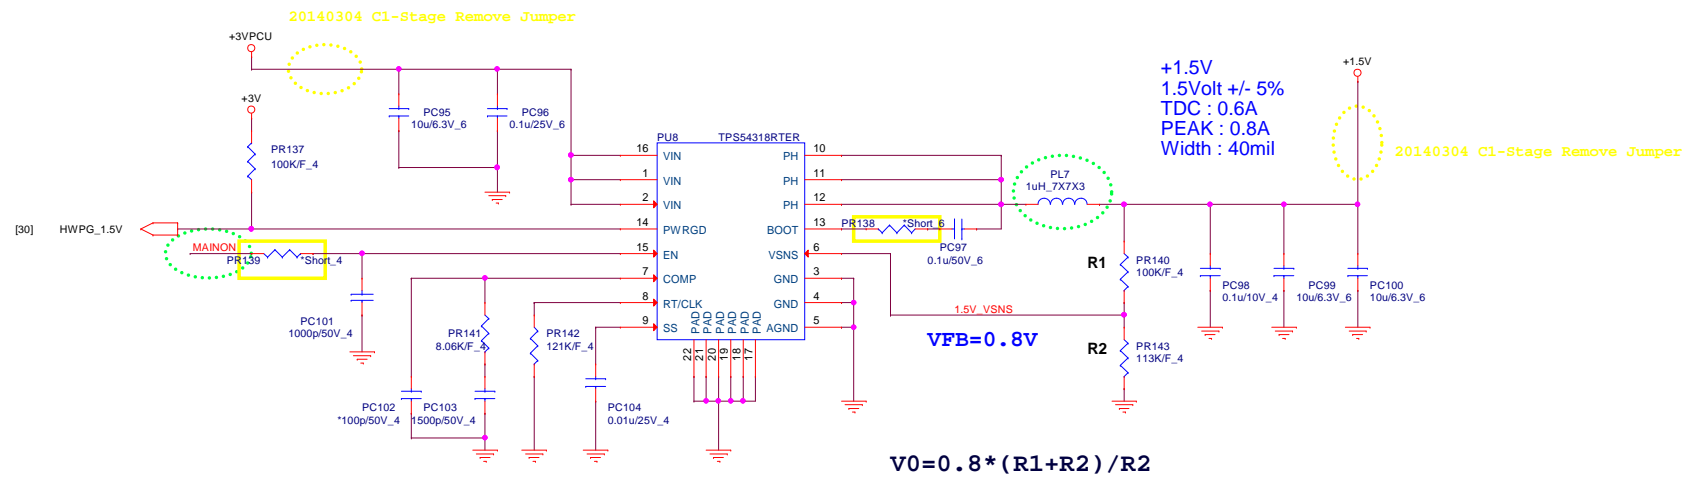 20140304 C1-Stage Remove Jumper
+3VPCU
+3V
PC95
10u/6.3V_6
PC96
0.1u/25V_6
PR137
100K/F_4
[30]
HWPG_1.5V
MAINON
PR139
*Short_4
PC101
1000p/50V_4
PR141
8.06K/F_4
PR142
121K/F_4
PC102
*100p/50V_4
PC103
1500p/50V_4
PC104
0.01u/25V_4
PU8
TPS54318RTER
16
VIN
1
VIN
2
VIN
14
PWRGD
15
EN
7
COMP
8
RT/CLK
9
SS
PH
10
PH
11
PH
12
BOOT
13
VSNS
6
GND
3
GND
4
AGND
5
PAD
PAD
PAD
PAD
PAD
PAD
22
21
20
19
18
17
PR138
*Short_6
PC97
0.1u/50V_6
PL7
1uH_7X7X3
+1.5V
1.5Volt +/- 5%
TDC : 0.6A
PEAK : 0.8A
Width : 40mil
+1.5V
20140304 C1-Stage Remove Jumper
R1
PR140
100K/F_4
1.5V_VSNS
VFB=0.8V
R2
PR143
113K/F_4
PC98
0.1u/10V_4
PC99
10u/6.3V_6
PC100
10u/6.3V_6
V0=0.8*(R1+R2)/R2